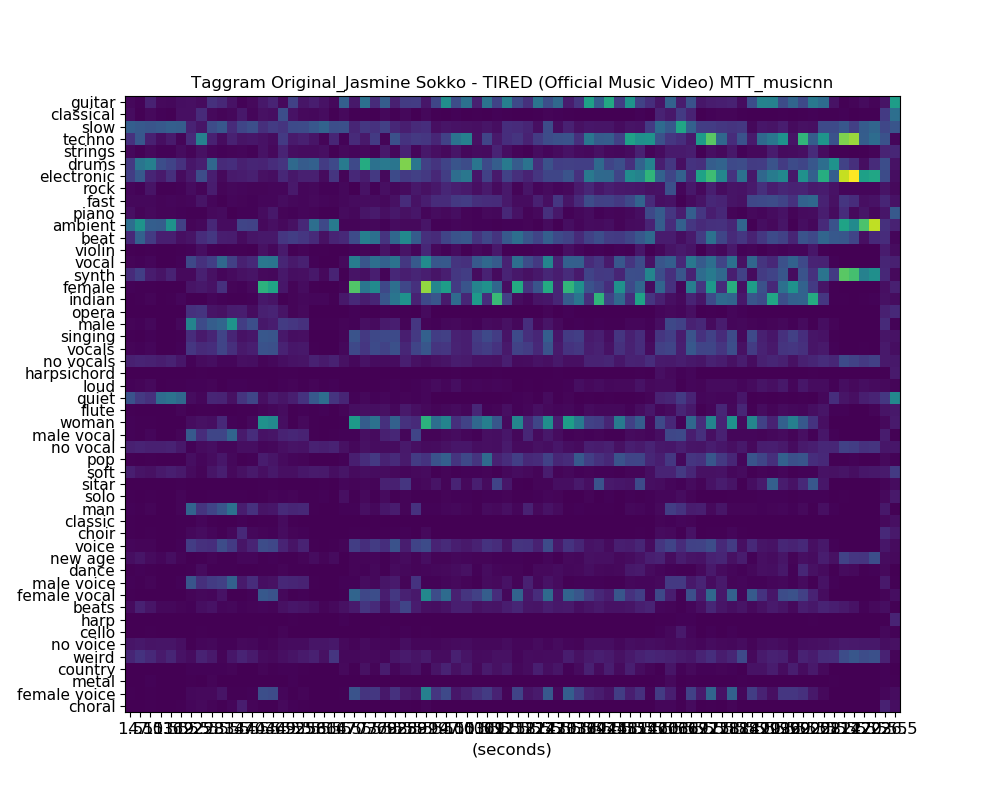 Taggram Original_Jasmine Sokko - TIRED (Official Music Video) MTT_musicnn
guitar
classical
slow
techno
strings
drums
electronic
rock
fast
piano
ambient
beat
violin
vocal
synth
female
indian
opera
male
singing
vocals
no vocals
harpsichord
loud
quiet
flute
woman
male vocal
no vocal
pop
soft
sitar
solo
man
classic
choir
voice
new age
dance
male voice
female vocal
beats
harp
cello
no voice
weird
country
metal
female voice
choral
(seconds)